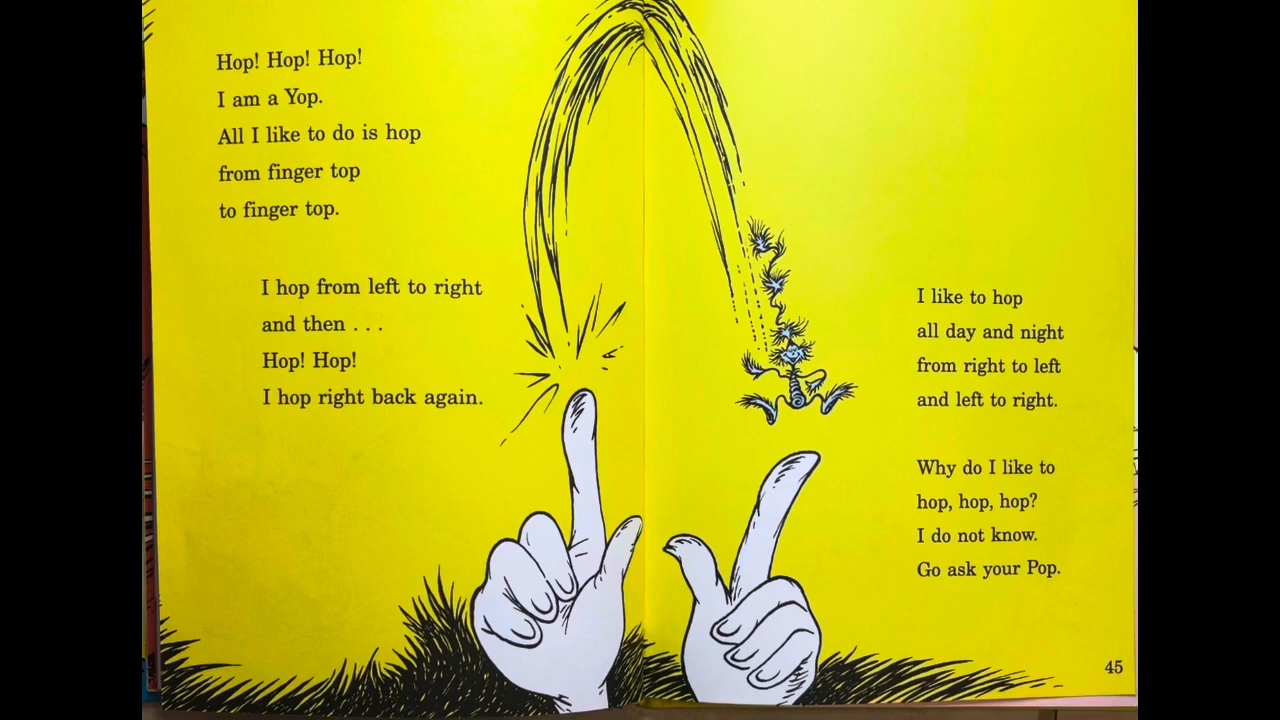 Hop! Hop! Hop!
I am a Yop.
All I like to do is hop
from finger top
to finger top.
I hop from left to right
and then . . .
Hop! Hop!
I hop right back again.
I like to hop
all day and night
from right to left
and left to right.
Why do I like to
hop, hop, hop?
I do not know.
Go ask your Pop.
45